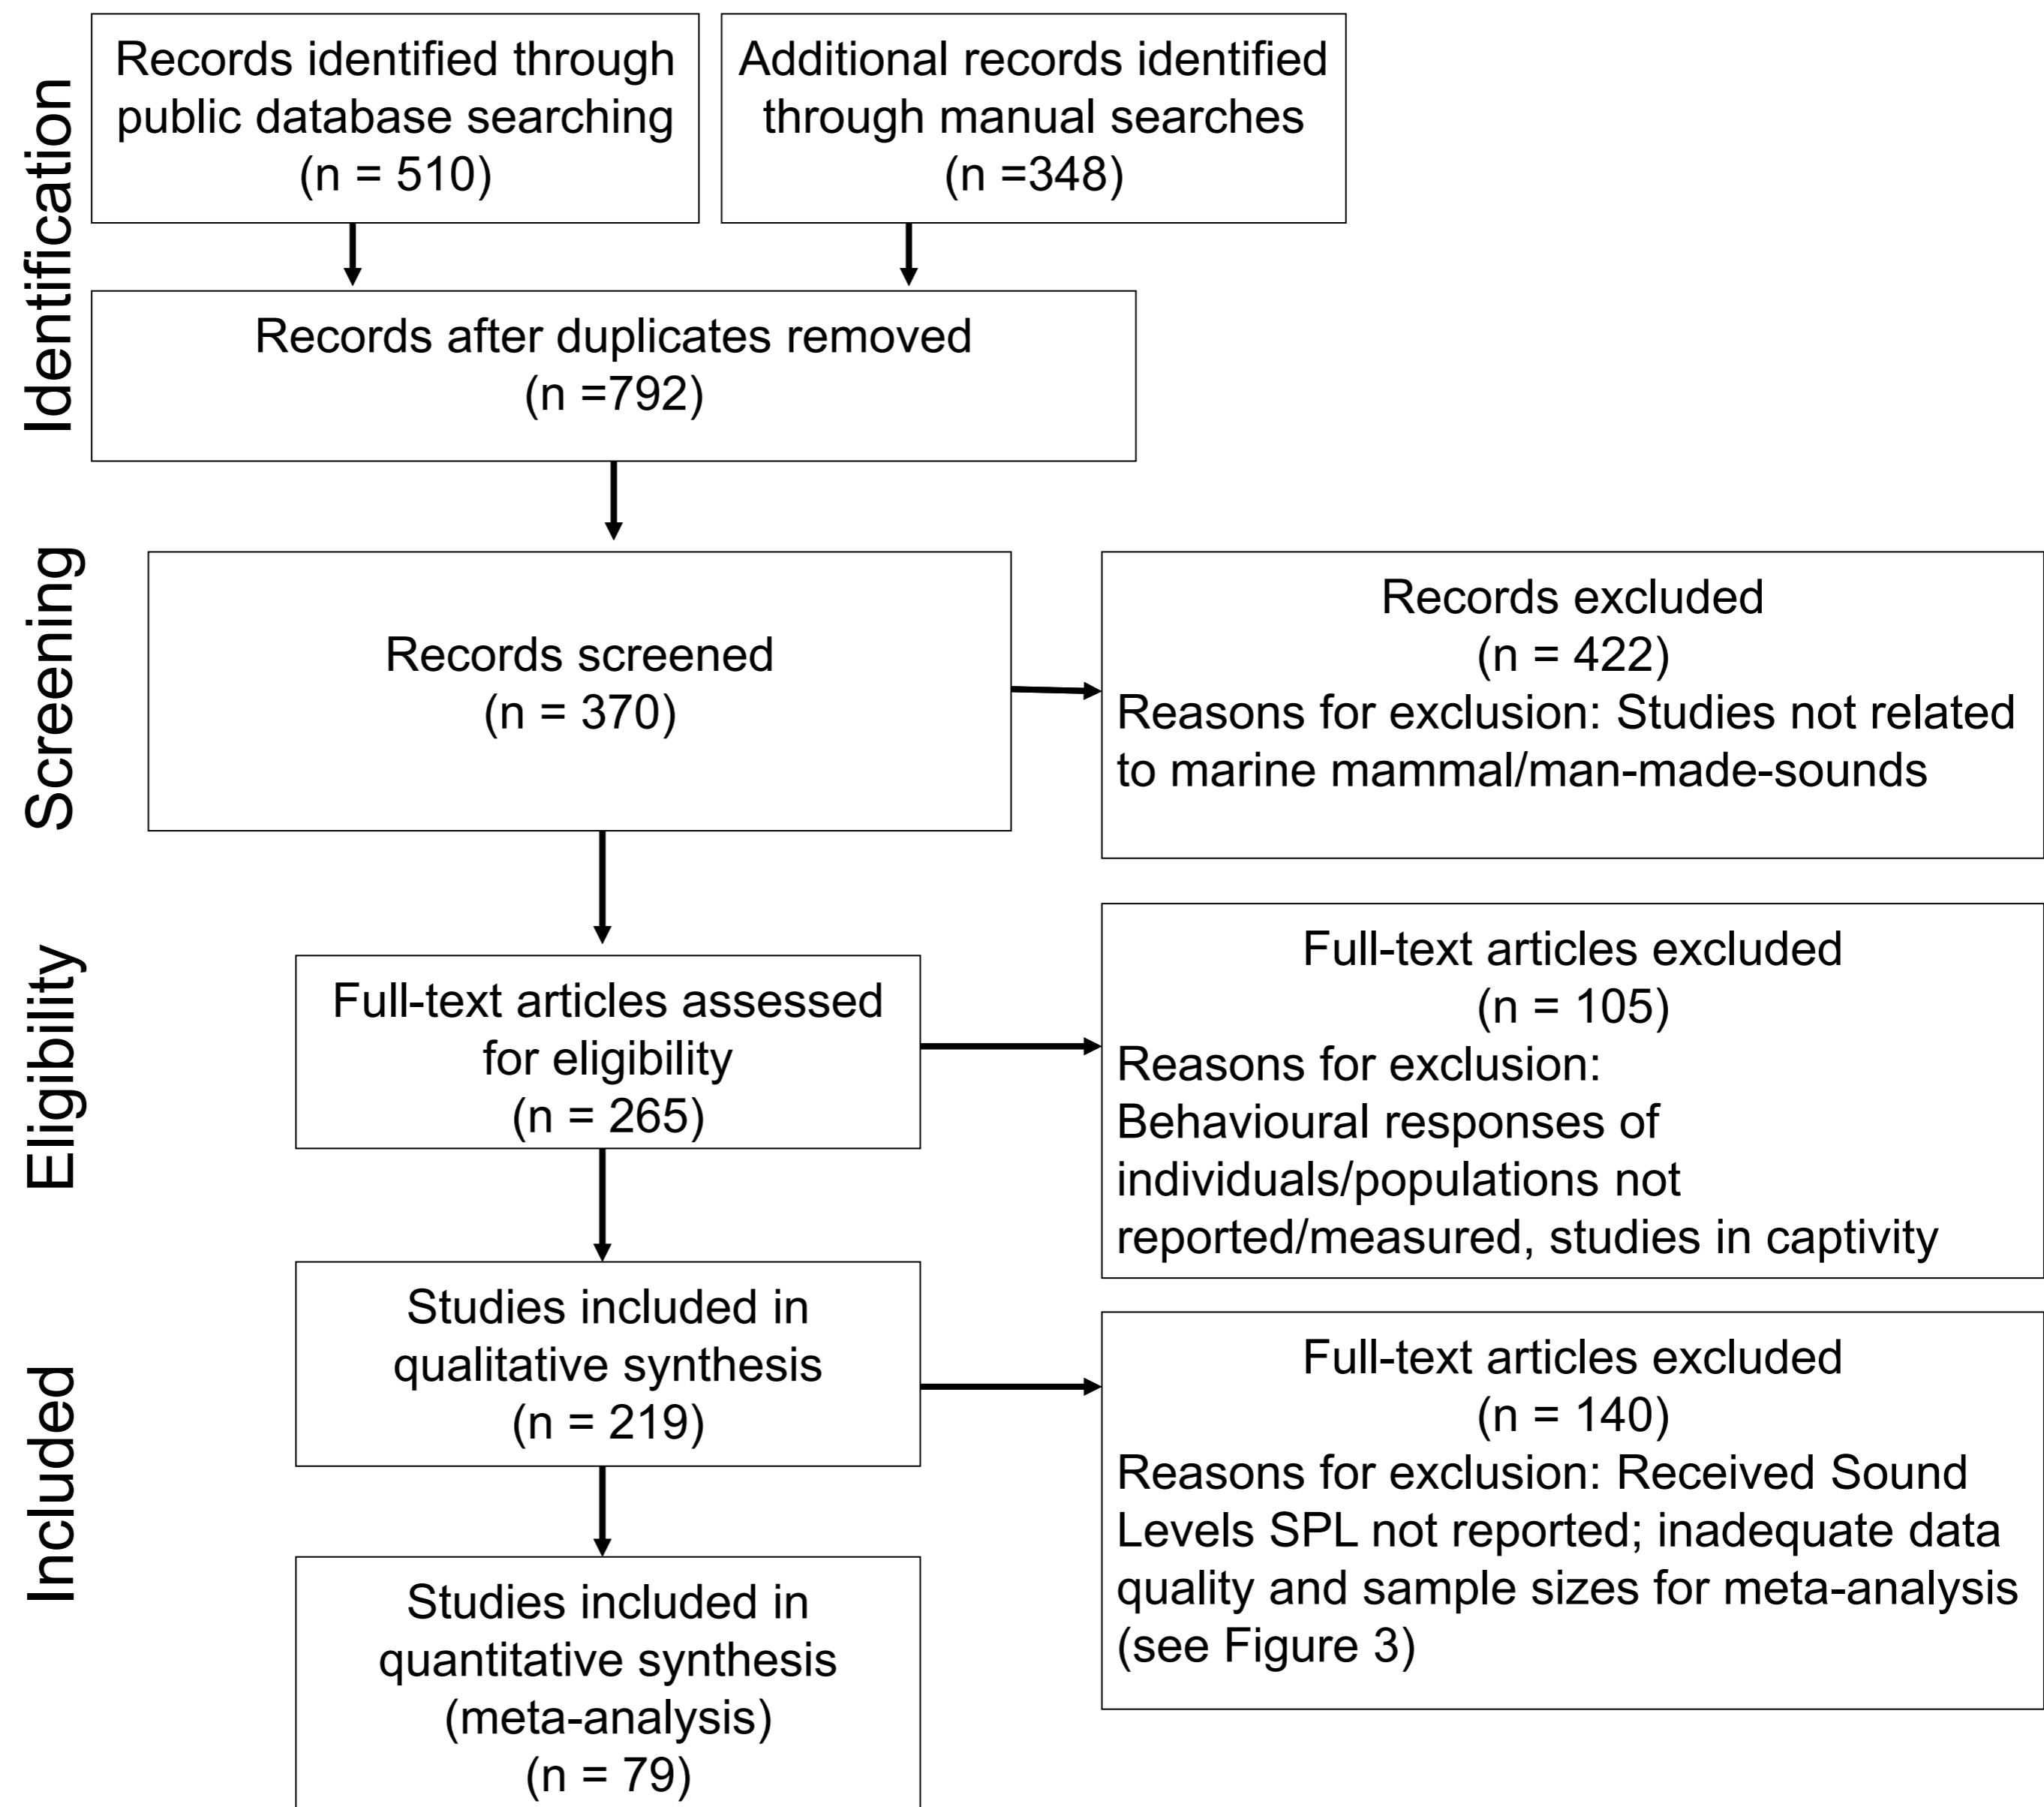 Identification
Records identified through
public database searching
(n = 510)
Additional records identified
through manual searches
(n =348)
Records after duplicates removed
(n =792)
Screening
Records screened
(n = 370)
Records excluded
(n = 422)
Reasons for exclusion: Studies not related
to marine mammal/man-made-sounds
Eligibility
Full-text articles assessed
for eligibility
(n = 265)
Full-text articles excluded
(n = 105)
Reasons for exclusion:
Behavioural responses of
individuals/populations not
reported/measured, studies in captivity
Included
Studies included in
qualitative synthesis
(n = 219)
Full-text articles excluded
(n = 140)
Reasons for exclusion: Received Sound
Levels SPL not reported; inadequate data
quality and sample sizes for meta-analysis
(see Figure 3)
Studies included in
quantitative synthesis
(meta-analysis)
(n = 79)